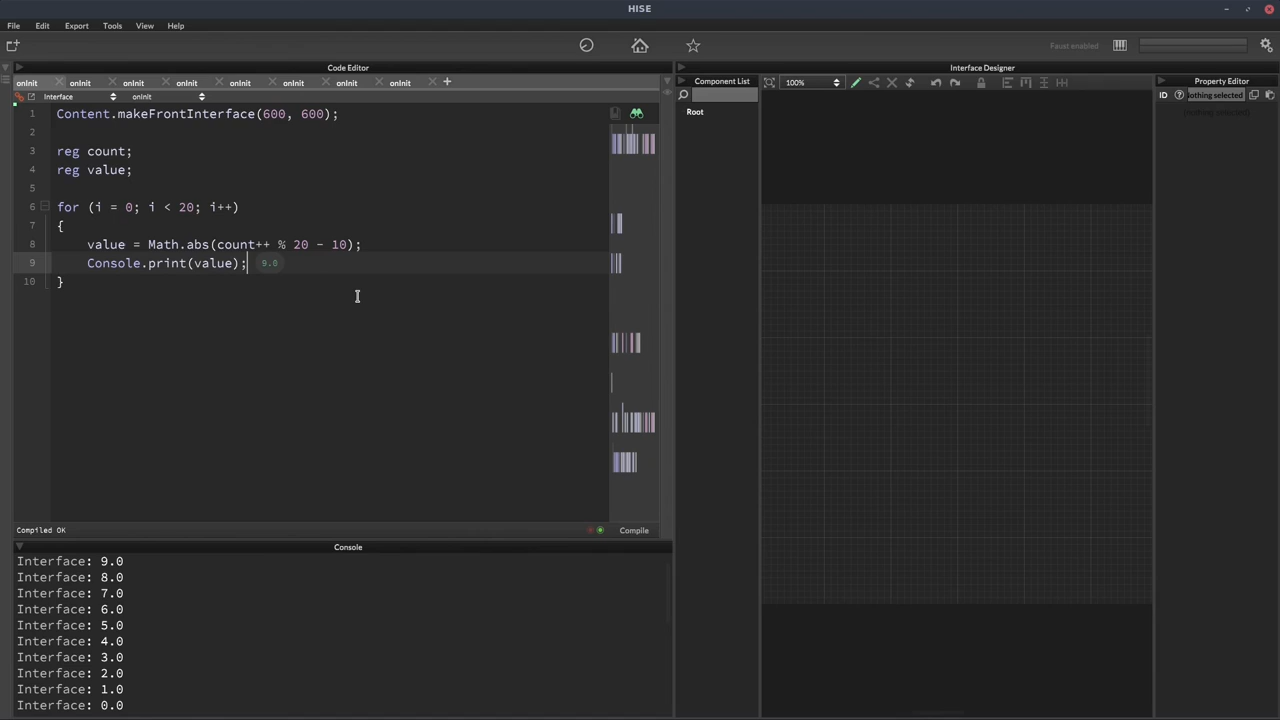 HISE
File Edit Export Tools View Help
Faust enabled
Code Editor
Interface Designer
onInit onInit onInit onInit onInit onInit onInit onInit
Component List
100%
Property Editor
Interface onInit
ID othing selected
1 Content.makeFrontInterface(600, 600);
Root
(nothing selected)
2
3 reg count;
4 reg value;
5
6 for (i = 0; i < 20; i++)
7 {
8 value = Math.abs(count++ % 20 - 10);
9 Console.print(value); 9.0
10 }
Compiled OK
Compile
Console
Interface: 9.0
Interface: 8.0
Interface: 7.0
Interface: 6.0
Interface: 5.0
Interface: 4.0
Interface: 3.0
Interface: 2.0
Interface: 1.0
Interface: 0.0